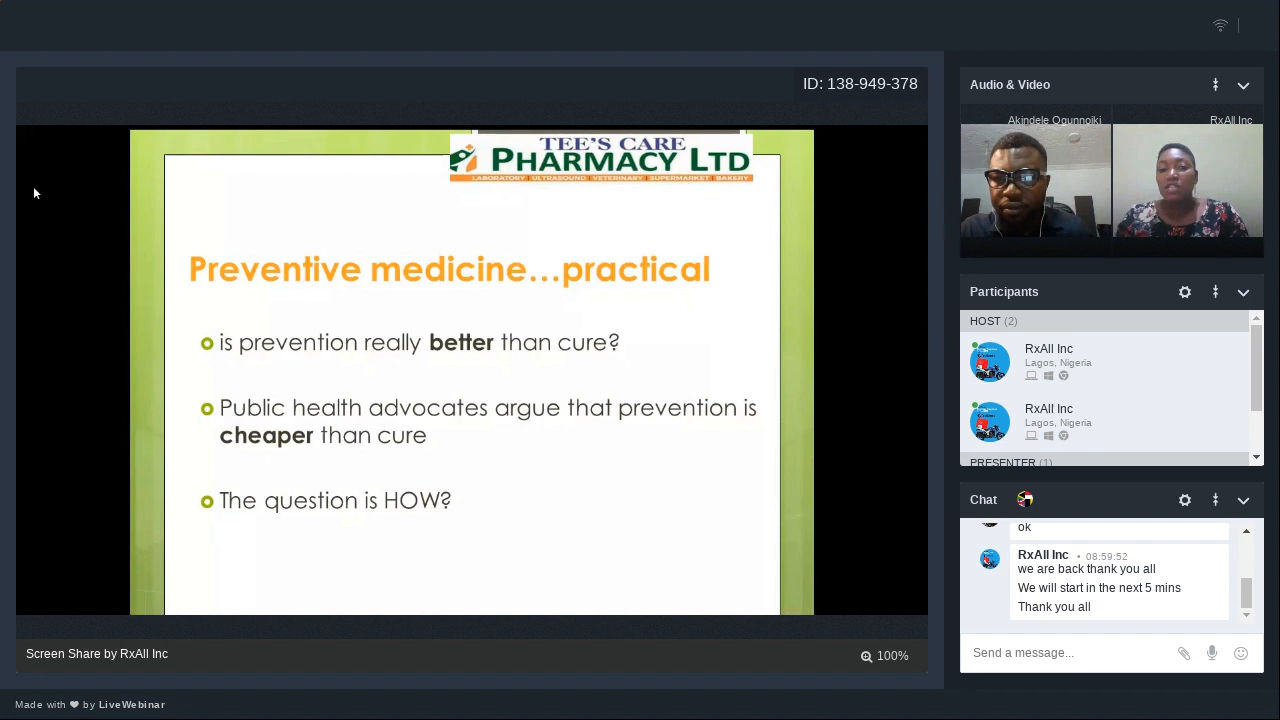 ID: 138-949-378
TEE'S CARE
PHARMACY LTD
LABORATORY | ULTRASOUND | VETERINARY | SUPERMARKET | BAKERY
Preventive medicine...practical
is prevention really better than cure?
Public health advocates argue that prevention is
cheaper than cure
The question is HOW?
Screen Share by RxAll Inc
100%
Audio & Video
Akindele Ogunnoiki
RxAll Inc
Participants
HOST (2)
RxAll Inc
Lagos, Nigeria
RxAll Inc
Lagos, Nigeria
PRESENTER (1)
Chat
ok
RxAll Inc • 08:59:52
we are back thank you all
We will start in the next 5 mins
Thank you all
Send a message...
Made with ❤ by LiveWebinar